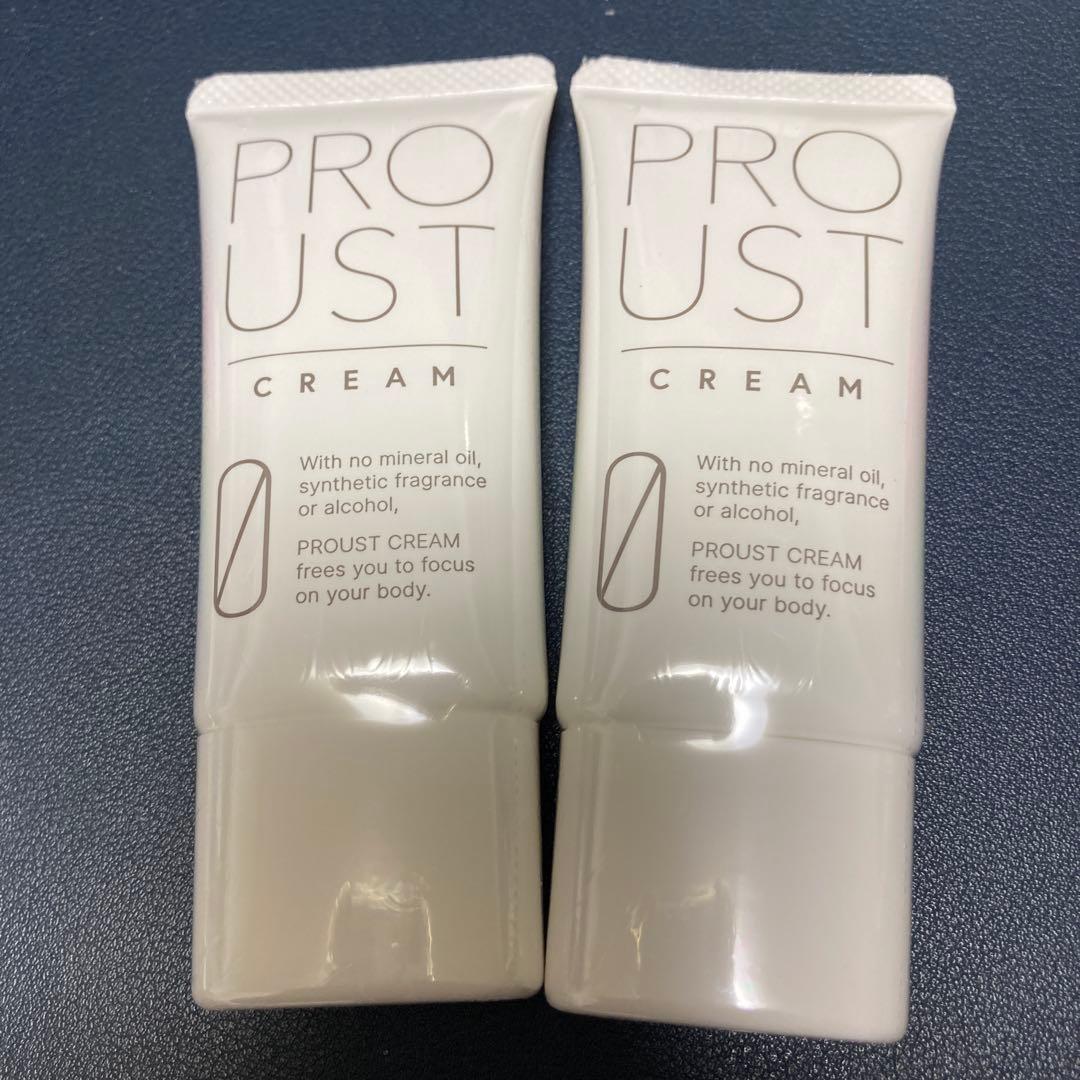 PRO
UST
CREAM
0
With no mineral oil,
synthetic fragrance
or alcohol,
PROUST CREAM
frees you to focus
on your body.
PRO
UST
CREAM
0
With no mineral oil,
synthetic fragrance
or alcohol,
PROUST CREAM
frees you to focus
on your body.